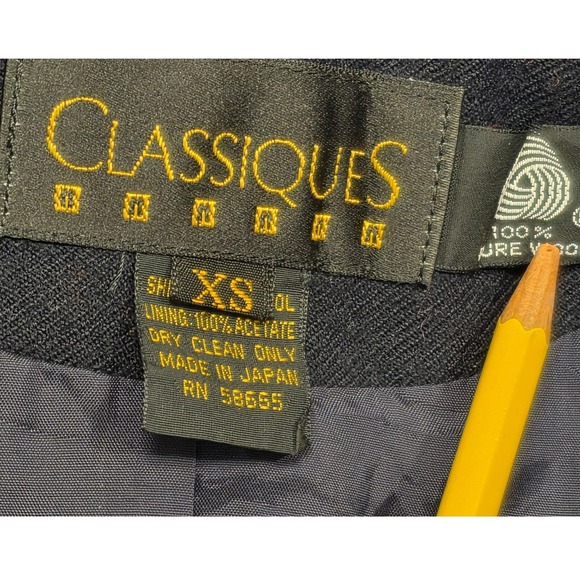 CLASSIQUES
XS
LINING:100% ACETATE
DRY CLEAN ONLY
MADE IN JAPAN
RN 58655
100%